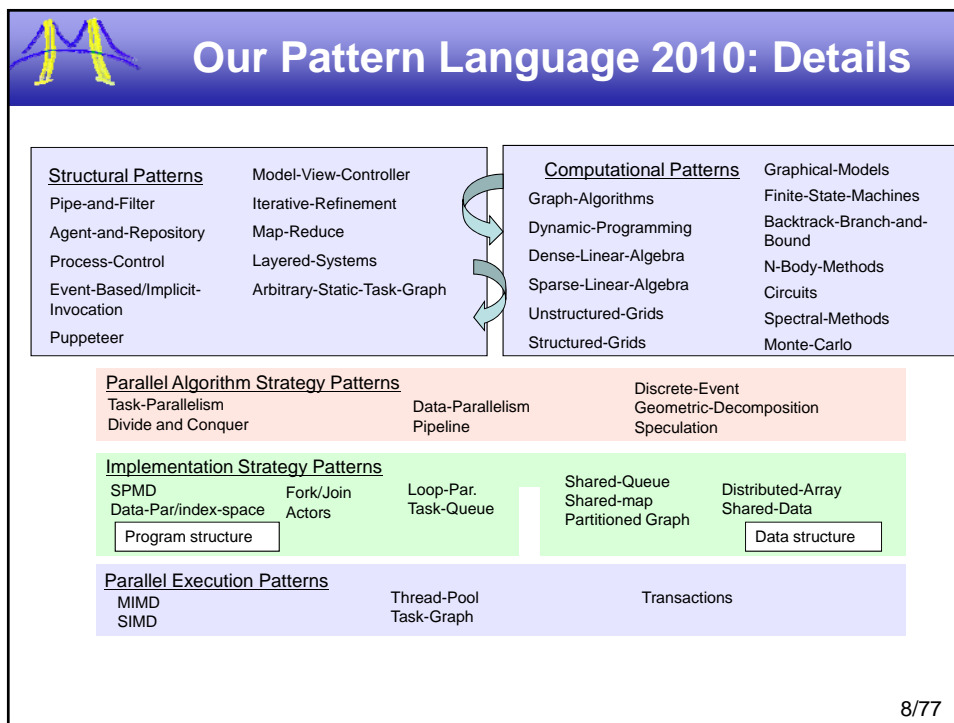 Our Pattern Language 2010: Details
Structural Patterns
Pipe-and-Filter
Agent-and-Repository
Process-Control
Event-Based/Implicit-
Invocation
Puppeteer
Model-View-Controller
Iterative-Refinement
Map-Reduce
Layered-Systems
Arbitrary-Static-Task-Graph
Computational Patterns
Graph-Algorithms
Dynamic-Programming
Dense-Linear-Algebra
Sparse-Linear-Algebra
Unstructured-Grids
Structured-Grids
Graphical-Models
Finite-State-Machines
Backtrack-Branch-and-
Bound
N-Body-Methods
Circuits
Spectral-Methods
Monte-Carlo
Parallel Algorithm Strategy Patterns
Task-Parallelism
Divide and Conquer
Data-Parallelism
Pipeline
Discrete-Event
Geometric-Decomposition
Speculation
Implementation Strategy Patterns
SPMD
Data-Par/index-space
Fork/Join
Actors
Loop-Par.
Task-Queue
Program structure
Shared-Queue
Shared-map
Partitioned Graph
Distributed-Array
Shared-Data
Data structure
Parallel Execution Patterns
MIMD
SIMD
Thread-Pool
Task-Graph
Transactions
8/77